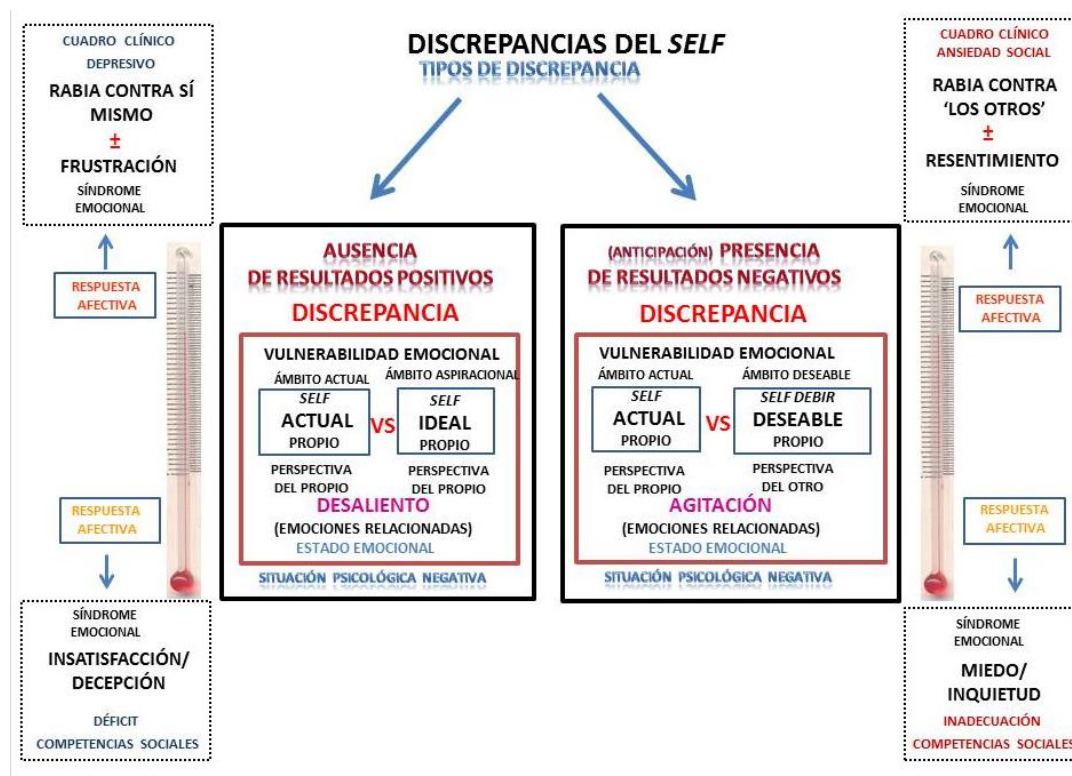 DISCREPANCIAS DEL SELF
TIPOS DE DISCREPANCIA
CUADRO CLÍNICO
DEPRESIVO
RABIA CONTRA SÍ
MISMO
±
FRUSTRACIÓN
SÍNDROME
EMOCIONAL
RESPUESTA
AFECTIVA
RESPUESTA
AFECTIVA
SÍNDROME
EMOCIONAL
INSATISFACCIÓN/
DECEPCIÓN
DÉFICIT
COMPETENCIAS SOCIALES
AUSENCIA
DE RESULTADOS POSITIVOS
DISCREPANCIA
VULNERABILIDAD EMOCIONAL
ÁMBITO ACTUAL ÁMBITO ASPIRACIONAL
SELF SELF
ACTUAL VS IDEAL
PROPIO PROPIO
PERSPECTIVA PERSPECTIVA
DEL PROPIO DEL PROPIO
DESALIENTO
(EMOCIONES RELACIONADAS)
ESTADO EMOCIONAL
SITUACIÓN PSICOLÓGICA NEGATIVA
(ANTICIPACIÓN) PRESENCIA
DE RESULTADOS NEGATIVOS
DISCREPANCIA
VULNERABILIDAD EMOCIONAL
ÁMBITO ACTUAL ÁMBITO DESEABLE
SELF SELF DEBIR
ACTUAL VS DESEABLE
PROPIO PROPIO
PERSPECTIVA PERSPECTIVA
DEL PROPIO DEL OTRO
AGITACIÓN
(EMOCIONES RELACIONADAS)
ESTADO EMOCIONAL
SITUACIÓN PSICOLÓGICA NEGATIVA
CUADRO CLÍNICO
ANSIEDAD SOCIAL
RABIA CONTRA
‘LOS OTROS’
±
RESENTIMIENTO
SÍNDROME
EMOCIONAL
RESPUESTA
AFECTIVA
RESPUESTA
AFECTIVA
SÍNDROME
EMOCIONAL
MIEDO/
INQUIETUD
INADECUACIÓN
COMPETENCIAS SOCIALES